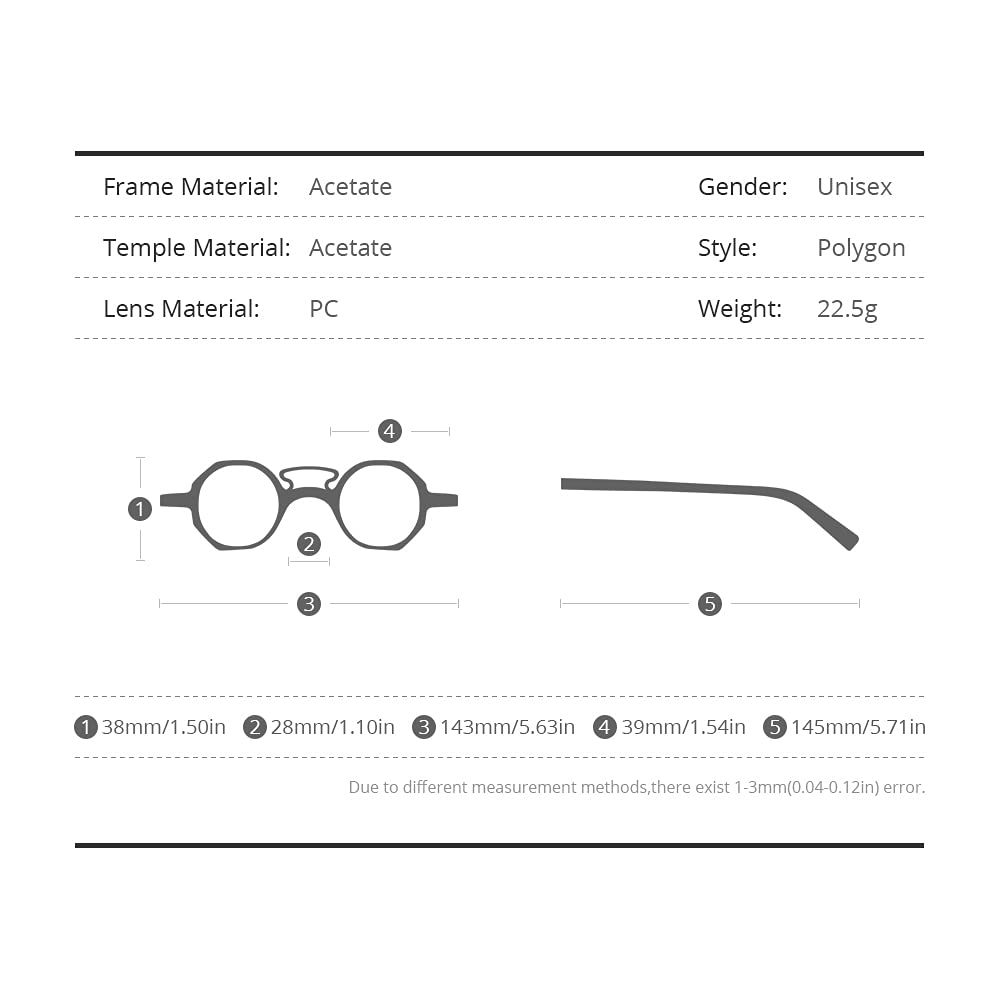 Frame Material: Acetate Gender: Unisex
Temple Material: Acetate Style: Polygon
Lens Material: PC Weight: 22.5g
4
1
2
3 5
1 38mm/1.50in 2 28mm/1.10in 3 143mm/5.63in 4 39mm/1.54in 5 145mm/5.71in
Due to different measurement methods,there exist 1-3mm(0.04-0.12in) error.